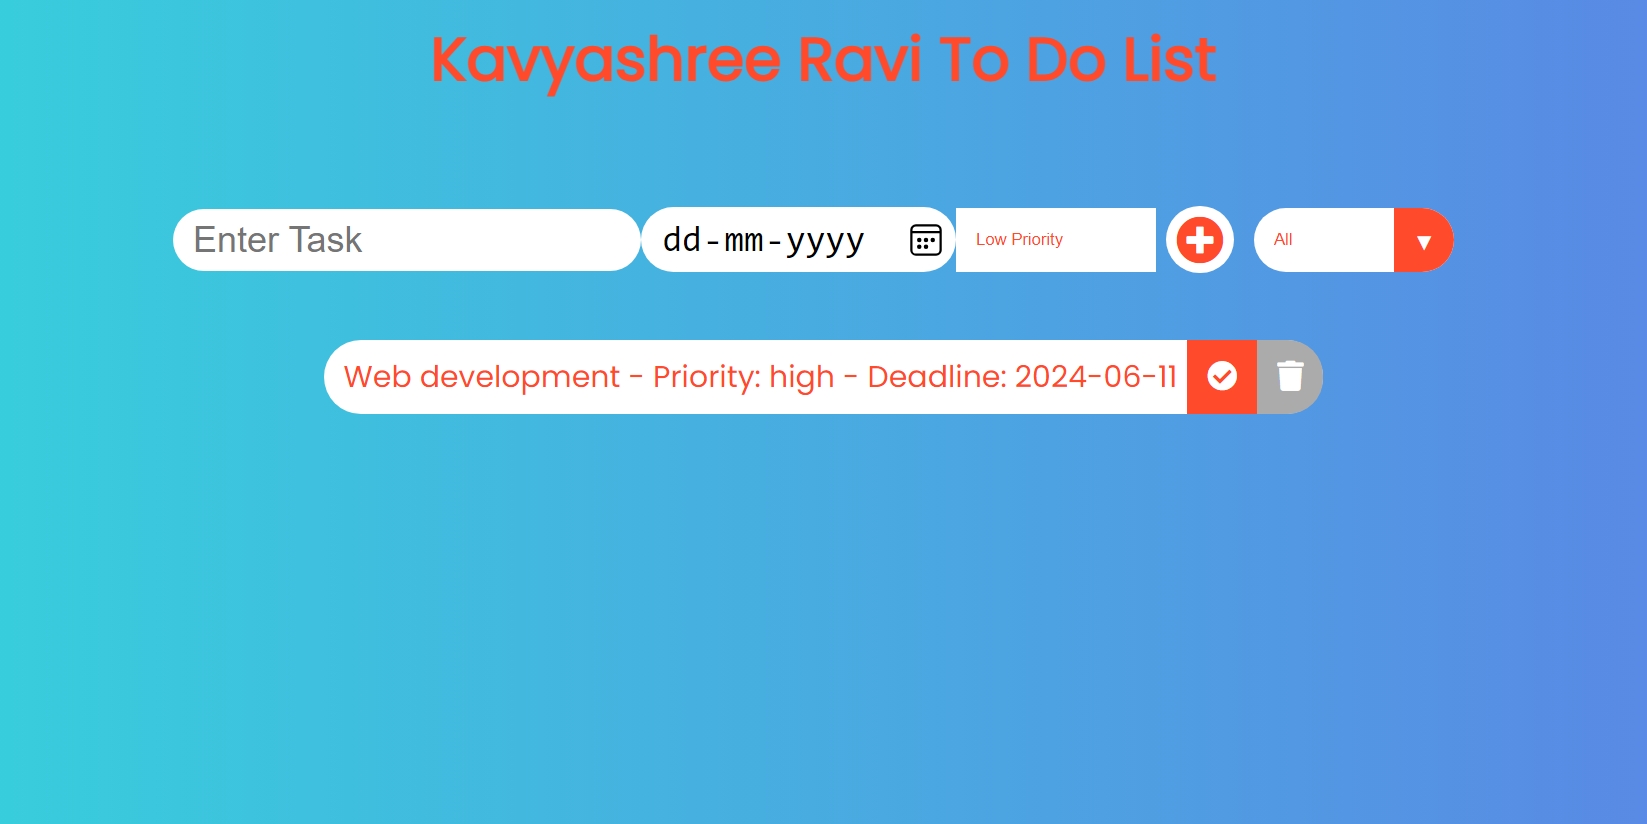 Kavyashree Ravi To Do List
Enter Task dd-mm-yyyy Low Priority All
Web development - Priority: high - Deadline: 2024-06-11